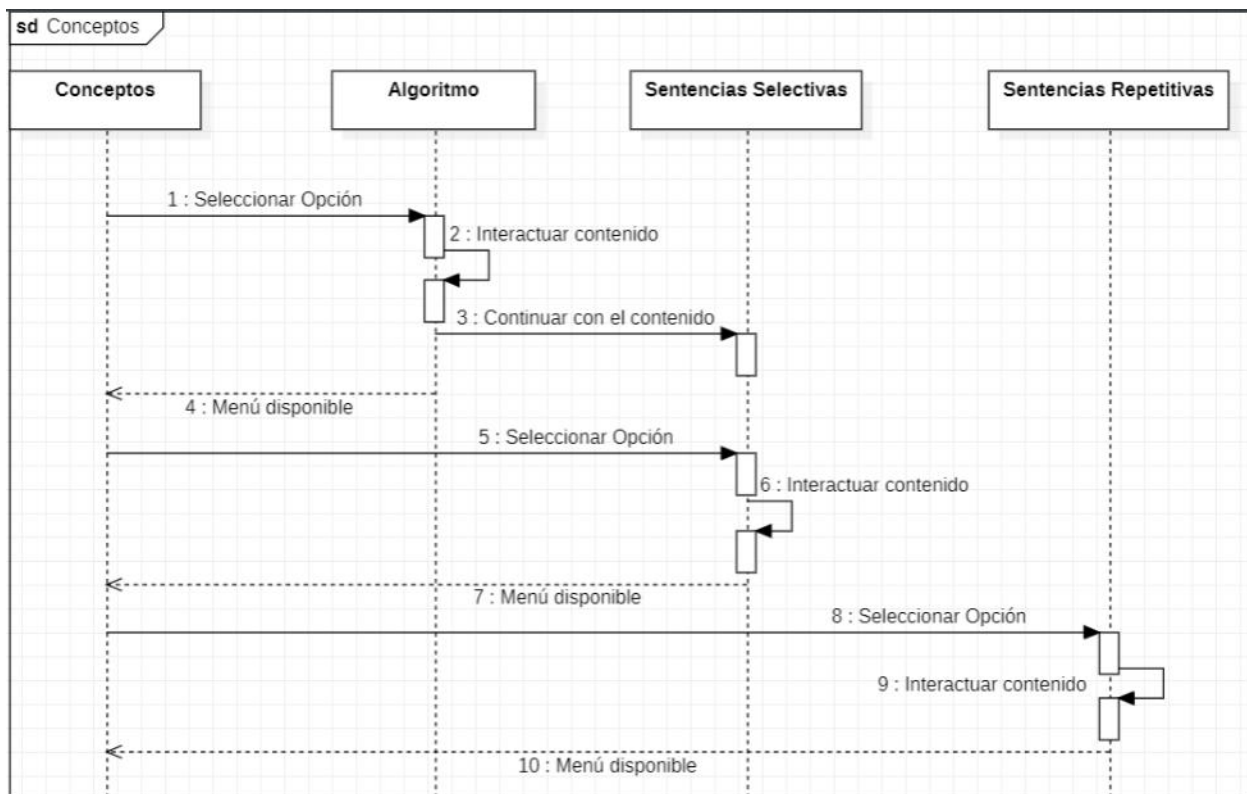 sd Conceptos
Conceptos
Algoritmo
Sentencias Selectivas
Sentencias Repetitivas
1 : Seleccionar Opción
2 : Interactuar contenido
3 : Continuar con el contenido
4 : Menú disponible
5 : Seleccionar Opción
6 : Interactuar contenido
7 : Menú disponible
8 : Seleccionar Opción
9 : Interactuar contenido
10 : Menú disponible